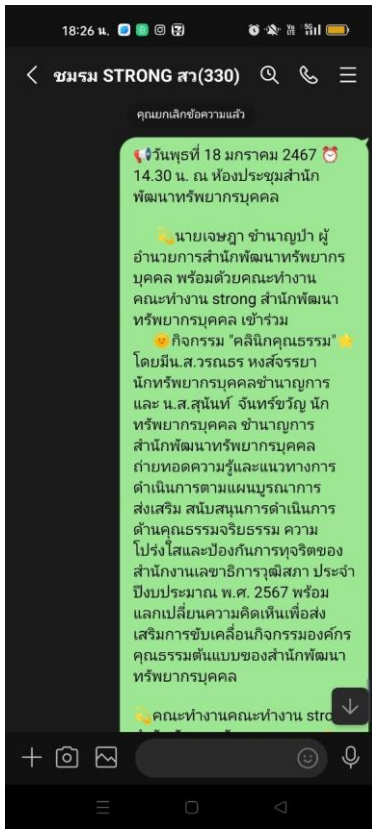 18:26 น.
ชมรม STRONG สว(330)
คุณยกเลิกข้อความแล้ว
📢วันพุธที่ 18 มกราคม 2467 ⏰
14.30 น. ณ ห้องประชุมสำนัก
พัฒนาทรัพยากรบุคคล
💫นายเจษฎา ชำนาญป่า ผู้
อำนวยการสำนักพัฒนาทรัพยากร
บุคคล พร้อมด้วยคณะทำงาน
คณะทำงาน strong สำนักพัฒนา
ทรัพยากรบุคคล เข้าร่วม
🌞กิจกรรม "คลินิกคุณธรรม"⭐
โดยมีน.ส.วรณธร หงส์จรรยา
นักทรัพยากรบุคคลชำนาญการ
และ น.ส.สุนันท์ จันทร์ขวัญ นัก
ทรัพยากรบุคคล ชำนาญการ
สำนักพัฒนาทรัพยากรบุคคล
ถ่ายทอดความรู้และแนวทางการ
ดำเนินการตามแผนบูรณาการ
ส่งเสริม สนับสนุนการดำเนินการ
ด้านคุณธรรมจริยธรรม ความ
โปร่งใสและป้องกันการทุจริตของ
สำนักงานเลขาธิการวุฒิสภา ประจำ
ปีงบประมาณ พ.ศ. 2567 พร้อม
แลกเปลี่ยนความคิดเห็นเพื่อส่ง
เสริมการขับเคลื่อนกิจกรรมองค์กร
คุณธรรมต้นแบบของสำนักพัฒนา
ทรัพยากรบุคคล
💫คณะทำงานคณะทำงาน